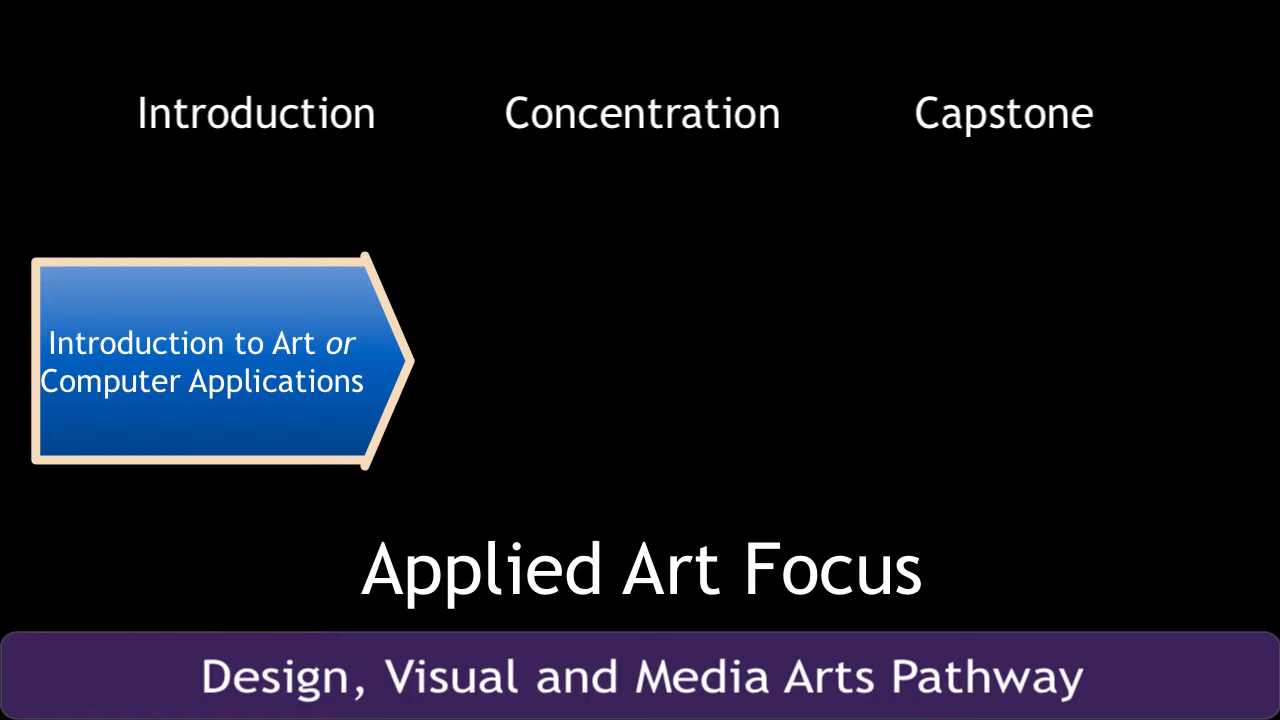 Introduction
Concentration
Capstone
Introduction to Art or
Computer Applications
Applied Art Focus
Design, Visual and Media Arts Pathway